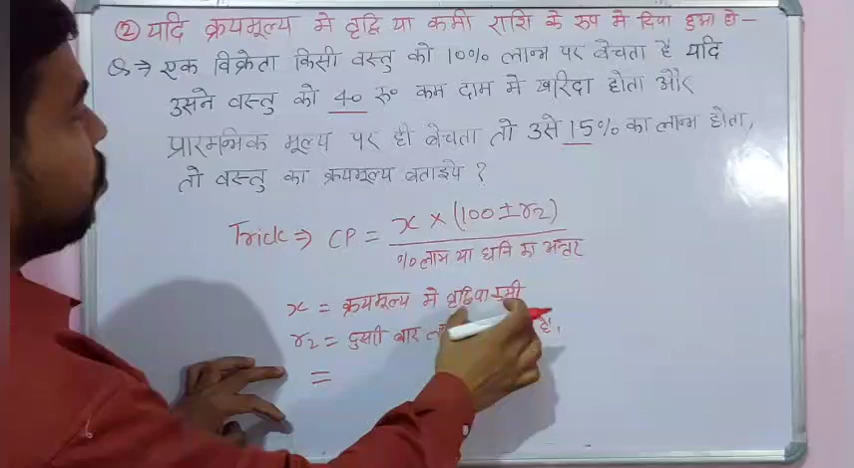 ② यदि क्रयमूल्य मे वृद्धि या कमी राशि के रूप मे दिया हुआ हो —
Q → एक विक्रेता किसी वस्तु को 10% लाभ पर बेचता है यदि
उसने वस्तु को 40 रु० कम दाम मे खरिदा होता और
प्रारम्भिक मूल्य पर ही बेचता तो उसे 15% का लाभ होता,
तो वस्तु का क्रयमूल्य बताइये ?
Trick ⇒ CP = x × (100 ± r2)
%लाभ या हानि का अन्तर
x = क्रयमूल्य मे वृद्धि या कमी
r2 = दुसरी बार है,
=